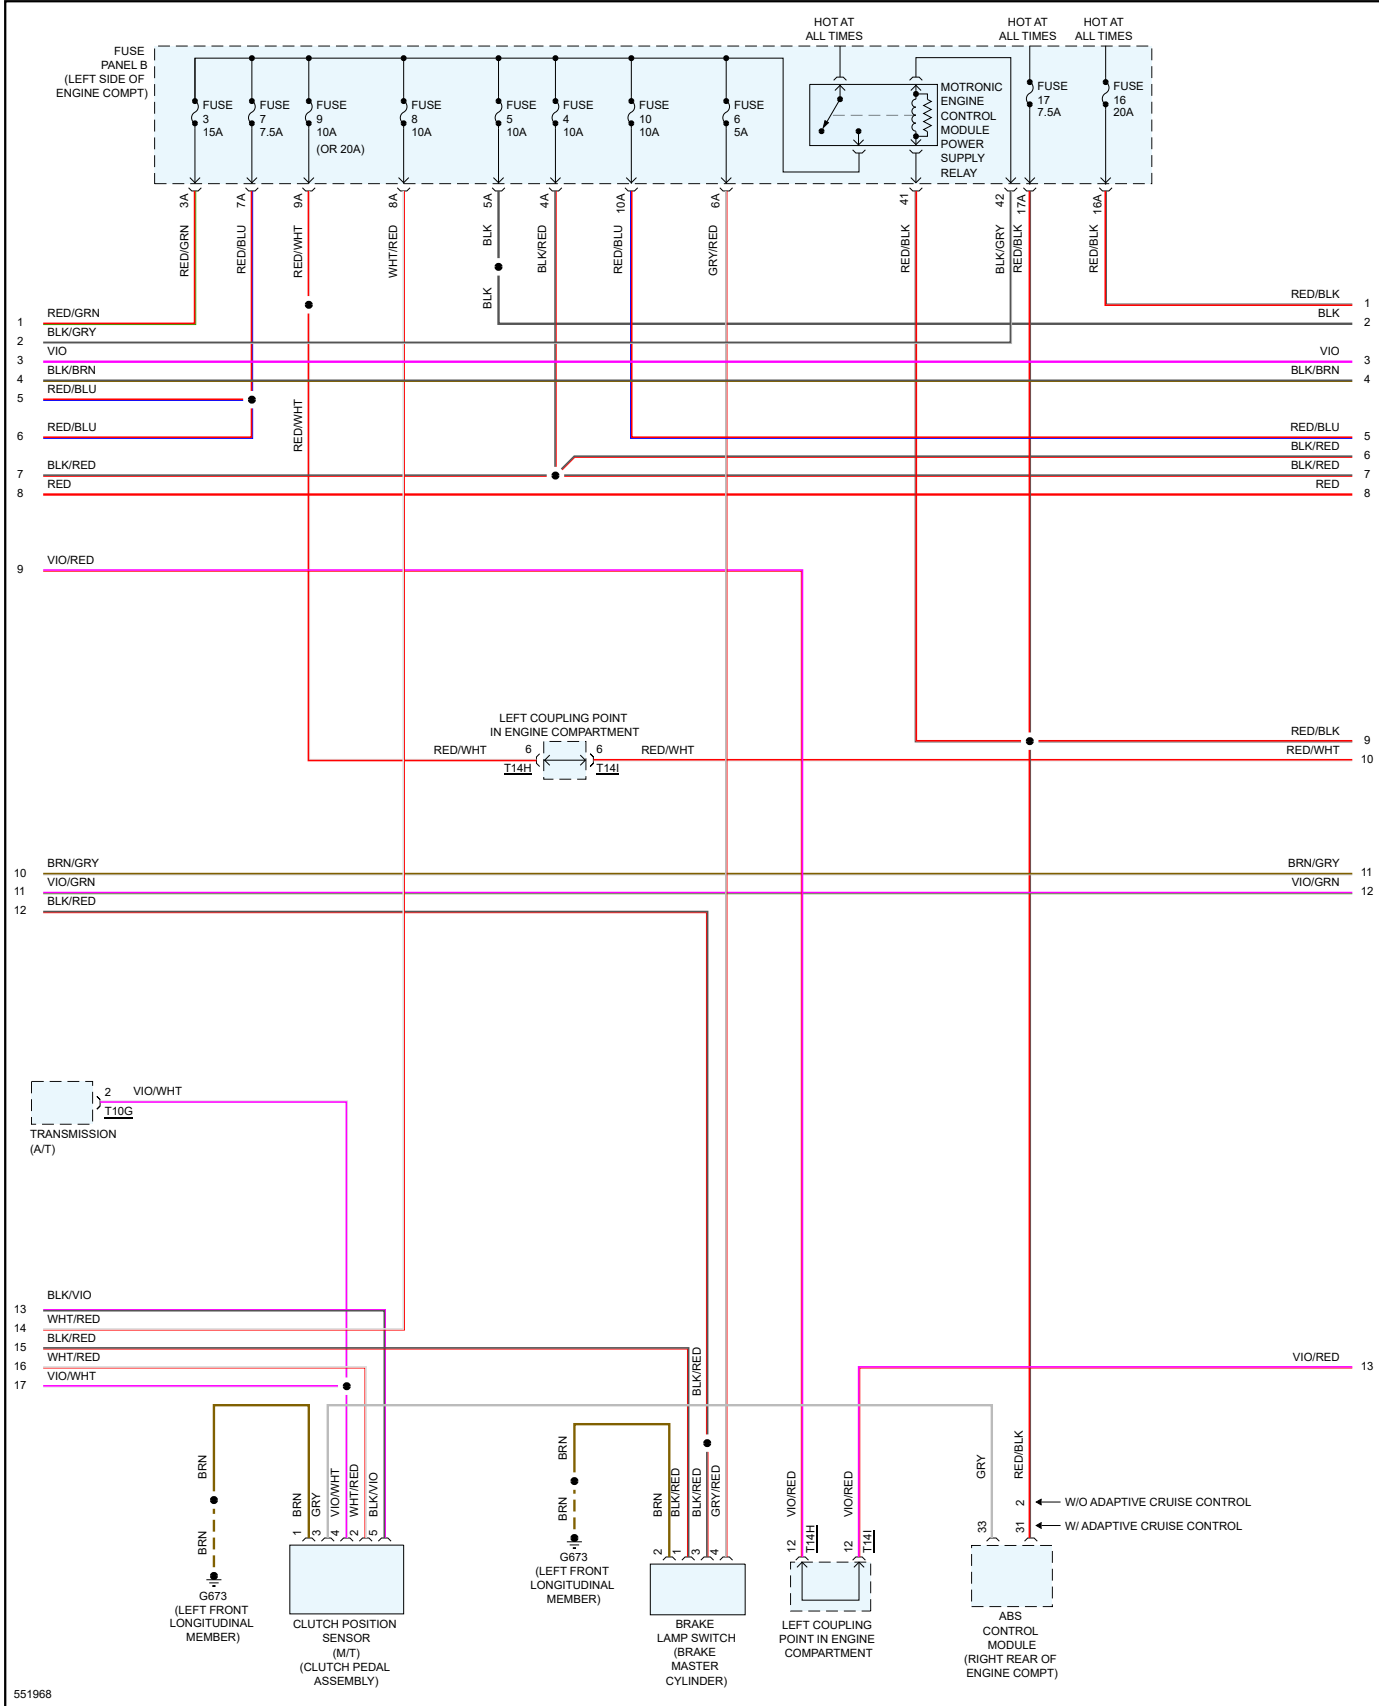 HOT AT
ALL TIMES
HOT AT
ALL TIMES
HOT AT
ALL TIMES
FUSE
PANEL B
(LEFT SIDE OF
ENGINE COMPT)
FUSE
3
15A
FUSE
7
7.5A
FUSE
9
10A
(OR 20A)
FUSE
8
10A
FUSE
5
10A
FUSE
4
10A
FUSE
10
10A
FUSE
6
5A
MOTRONIC
ENGINE
CONTROL
MODULE
POWER
SUPPLY
RELAY
FUSE
17
7.5A
FUSE
16
20A
3A
7A
9A
8A
5A
4A
10A
6A
41
42
17A
16A
RED/GRN
RED/BLU
RED/WHT
WHT/RED
BLK
BLK/RED
RED/BLU
GRY/RED
RED/BLK
BLK/GRY
RED/BLK
RED/BLK
BLK
RED/WHT
1 RED/GRN
2 BLK/GRY
3 VIO
4 BLK/BRN
5 RED/BLU
6 RED/BLU
7 BLK/RED
8 RED
RED/BLK 1
BLK 2
VIO 3
BLK/BRN 4
RED/BLU 5
BLK/RED 6
BLK/RED 7
RED 8
9 VIO/RED
LEFT COUPLING POINT
IN ENGINE COMPARTMENT
RED/WHT 6
T14H
6 RED/WHT
T14I
RED/BLK 9
RED/WHT 10
10 BRN/GRY
11 VIO/GRN
12 BLK/RED
BRN/GRY 11
VIO/GRN 12
2 VIO/WHT
T10G
TRANSMISSION
(A/T)
13 BLK/VIO
14 WHT/RED
15 BLK/RED
16 WHT/RED
17 VIO/WHT
VIO/RED 13
BLK/RED
BRN
BRN
G673
(LEFT FRONT
LONGITUDINAL
MEMBER)
BRN
GRY
VIO/WHT
WHT/RED
BLK/VIO
1
3
4
2
5
CLUTCH POSITION
SENSOR
(M/T)
(CLUTCH PEDAL
ASSEMBLY)
BRN
BRN
G673
(LEFT FRONT
LONGITUDINAL
MEMBER)
BRN
BLK/RED
BLK/RED
GRY/RED
2
1
3
4
BRAKE
LAMP SWITCH
(BRAKE
MASTER
CYLINDER)
VIO/RED
VIO/RED
12
T14H
12
T14I
LEFT COUPLING
POINT IN ENGINE
COMPARTMENT
GRY
RED/BLK
33
2
31
W/O ADAPTIVE CRUISE CONTROL
W/ ADAPTIVE CRUISE CONTROL
ABS
CONTROL
MODULE
(RIGHT REAR OF
ENGINE COMPT)
551968